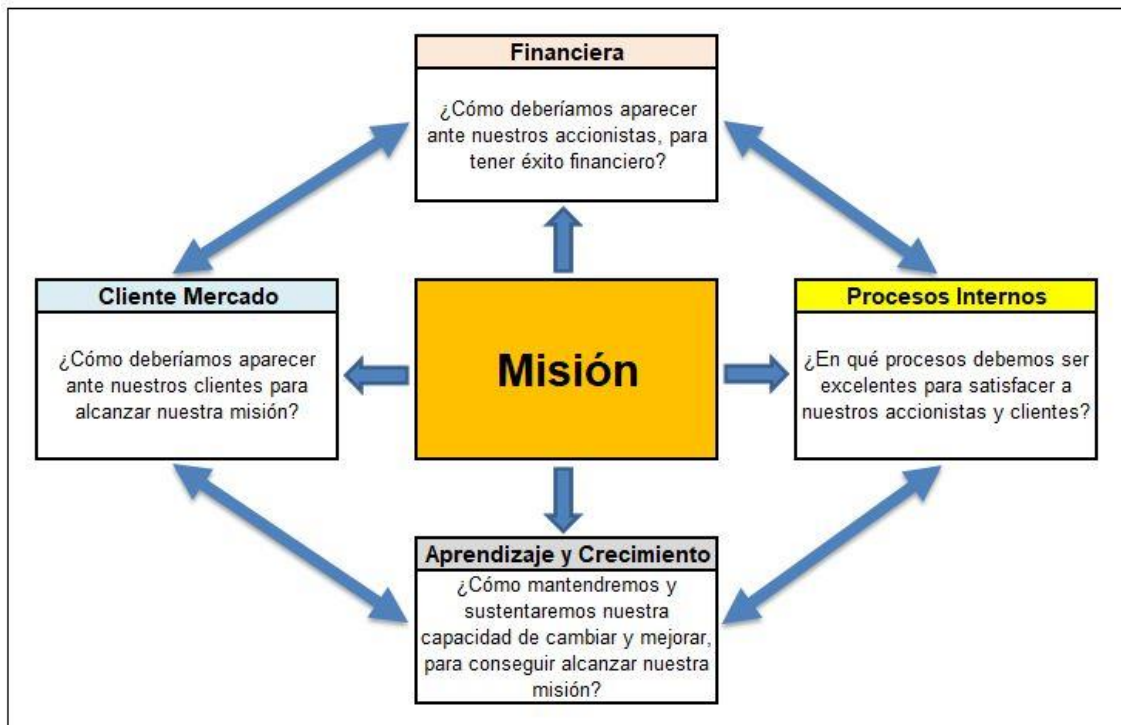 Financiera
¿Cómo deberíamos aparecer
ante nuestros accionistas, para
tener éxito financiero?
Cliente Mercado
¿Cómo deberíamos aparecer
ante nuestros clientes para
alcanzar nuestra misión?
Misión
Procesos Internos
¿En qué procesos debemos ser
excelentes para satisfacer a
nuestros accionistas y clientes?
Aprendizaje y Crecimiento
¿Cómo mantendremos y
sustentaremos nuestra
capacidad de cambiar y mejorar,
para conseguir alcanzar nuestra
misión?